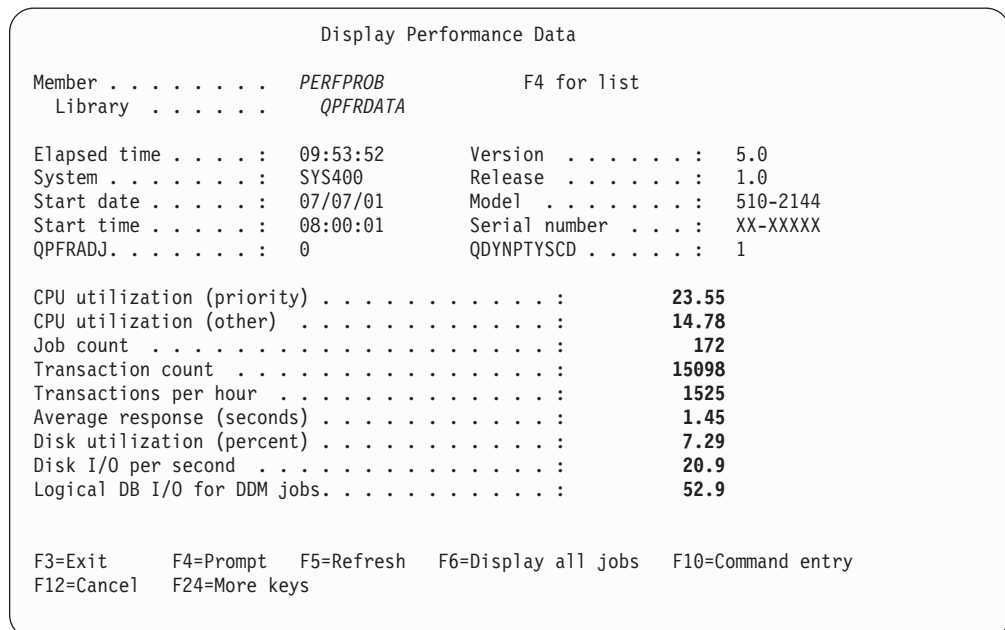 Display Performance Data
Member . . . . . . . . PERFPROB F4 for list
Library . . . . . . QPFRDATA
Elapsed time . . . . : 09:53:52 Version . . . . . . : 5.0
System . . . . . . . : SYS400 Release . . . . . . : 1.0
Start date . . . . . : 07/07/01 Model . . . . . . . : 510-2144
Start time . . . . . : 08:00:01 Serial number . . . : XX-XXXXX
QPFRADJ. . . . . . . : 0 QDYNPTYSCD . . . . . : 1
CPU utilization (priority) . . . . . . . . . . . : 23.55
CPU utilization (other) . . . . . . . . . . . . : 14.78
Job count . . . . . . . . . . . . . . . . . . . : 172
Transaction count . . . . . . . . . . . . . . . : 15098
Transactions per hour . . . . . . . . . . . . . : 1525
Average response (seconds) . . . . . . . . . . . : 1.45
Disk utilization (percent) . . . . . . . . . . . : 7.29
Disk I/O per second . . . . . . . . . . . . . . : 20.9
Logical DB I/O for DDM jobs. . . . . . . . . . . : 52.9
F3=Exit F4=Prompt F5=Refresh F6=Display all jobs F10=Command entry
F12=Cancel F24=More keys